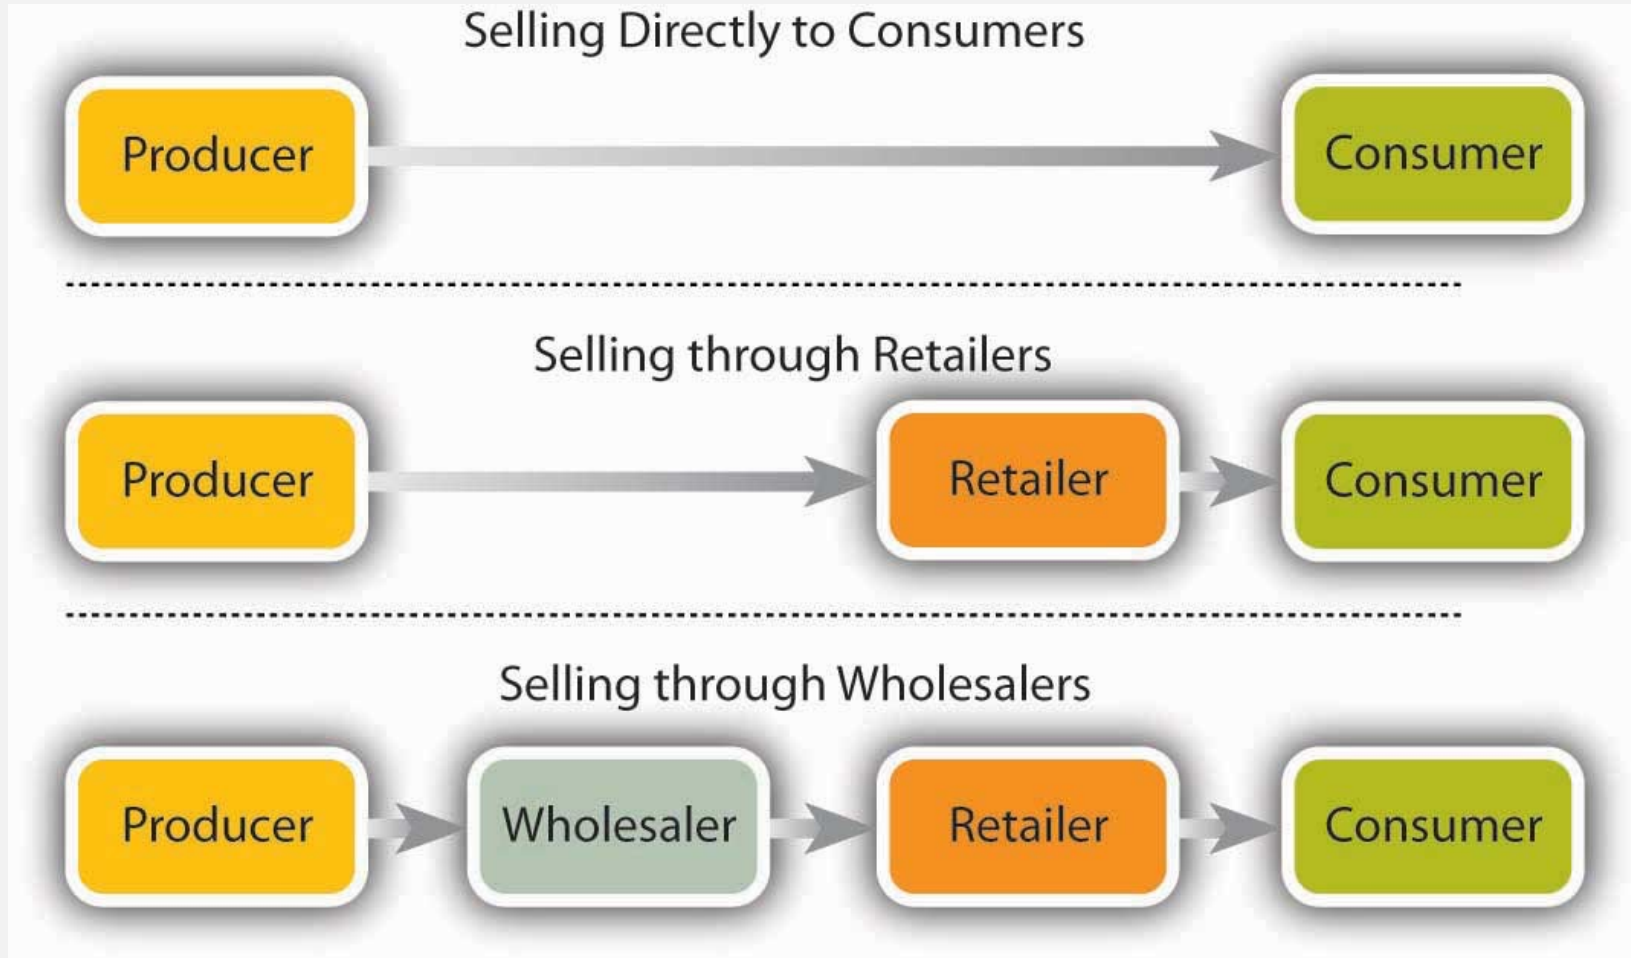 Selling Directly to Consumers
Producer
Consumer
Selling through Retailers
Producer
Retailer
Consumer
Selling through Wholesalers
Producer
Wholesaler
Retailer
Consumer